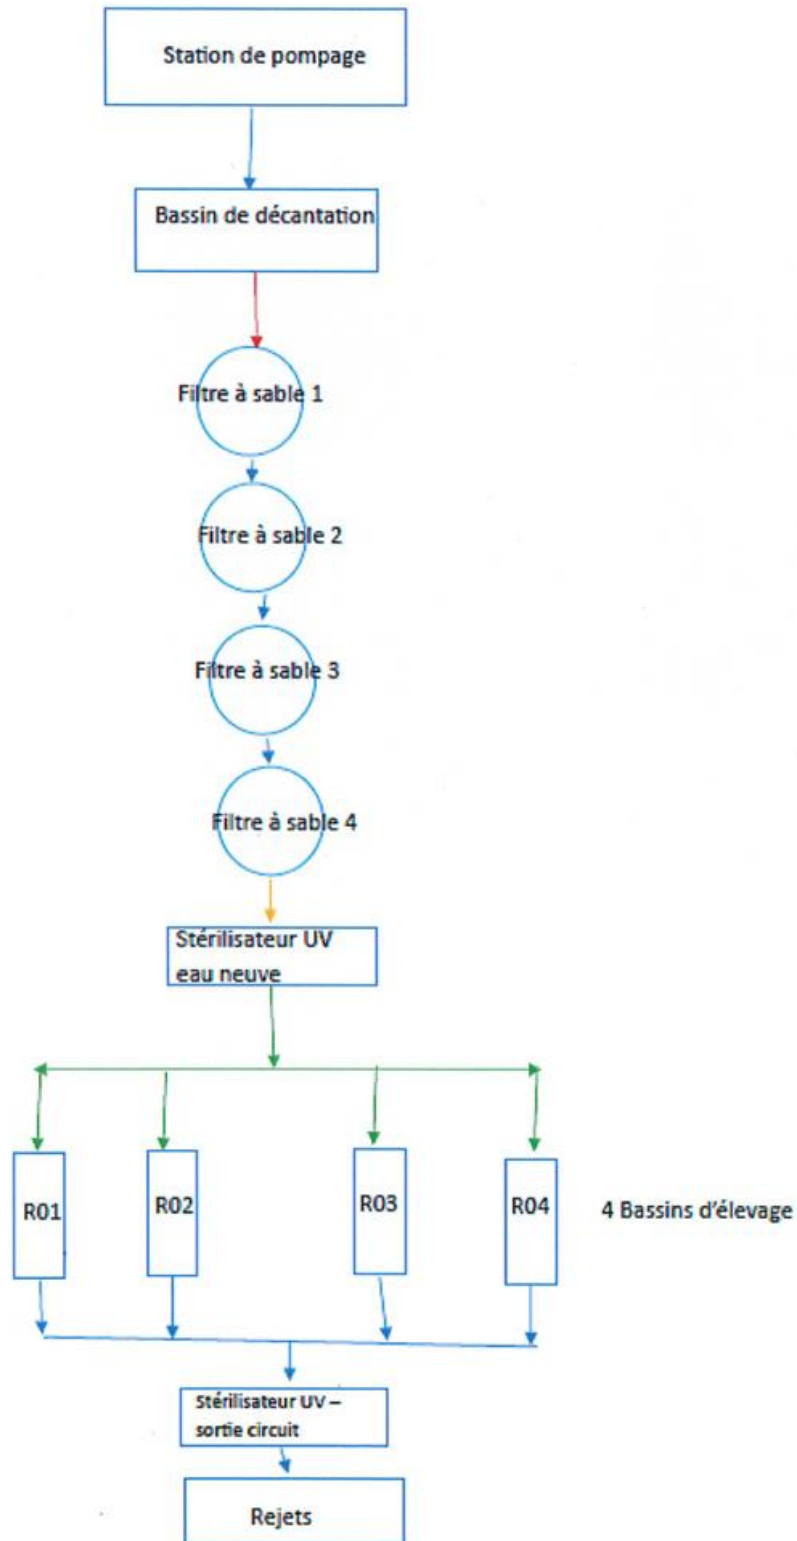 Station de pompage
Bassin de décantation
Filtre à sable 1
Filtre à sable 2
Filtre à sable 3
Filtre à sable 4
Stérilisateur UV
eau neuve
R01
R02
R03
R04
4 Bassins d’élevage
Stérilisateur UV –
sortie circuit
Rejets